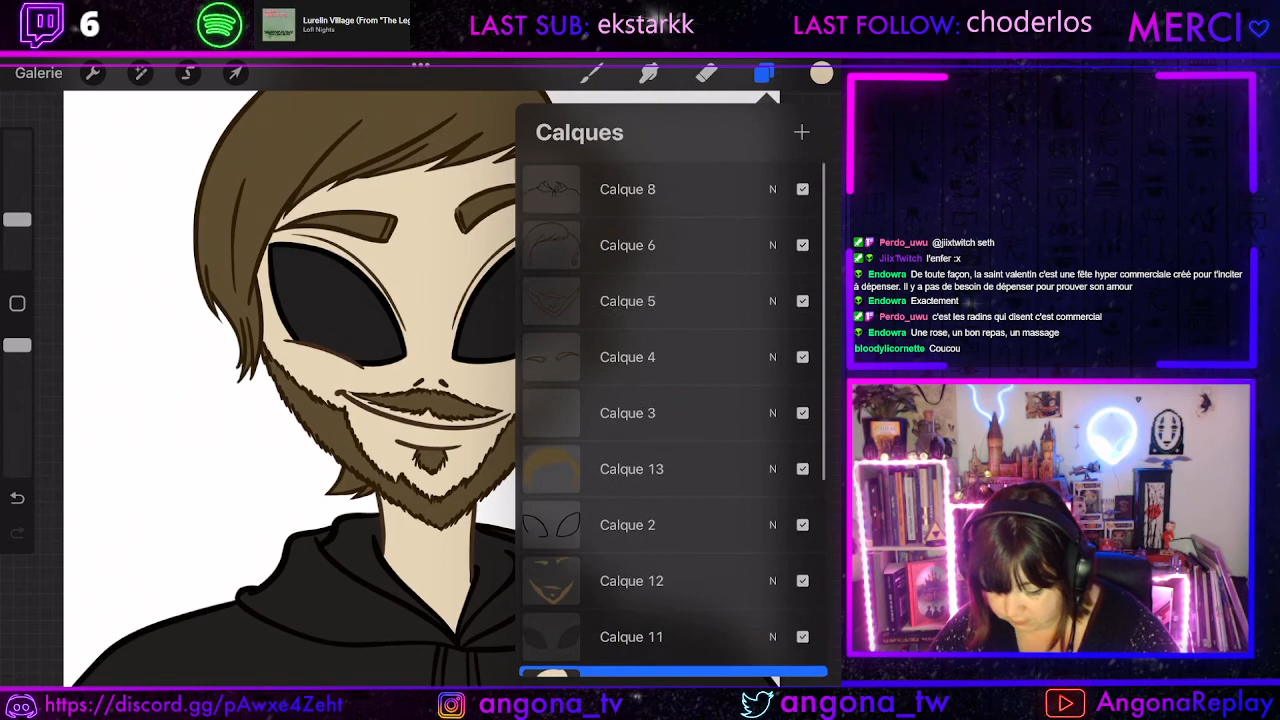 6
Lurelin Village (From "The Leg
Lofi Nights
LAST SUB: ekstarkk
LAST FOLLOW: choderlos
MERCI
Galerie
Calques
Calque 8 N
Calque 6 N
Calque 5 N
Calque 4 N
Calque 3 N
Calque 13 N
Calque 2 N
Calque 12 N
Calque 11 N
Perdo_uwu @jiixtwitch seth
JiixTwitch l'enfer :x
Endowra De toute façon, la saint valentin c'est une fête hyper commerciale créé pour t'inciter
à dépenser. Il y a pas de besoin de dépenser pour prouver son amour
Endowra Exactement
Perdo_uwu c'est les radins qui disent c'est commercial
Endowra Une rose, un bon repas, un massage
bloodylicornette Coucou
https://discord.gg/pAwxe4Zeht
angona_tv
angona_tw
AngonaReplay